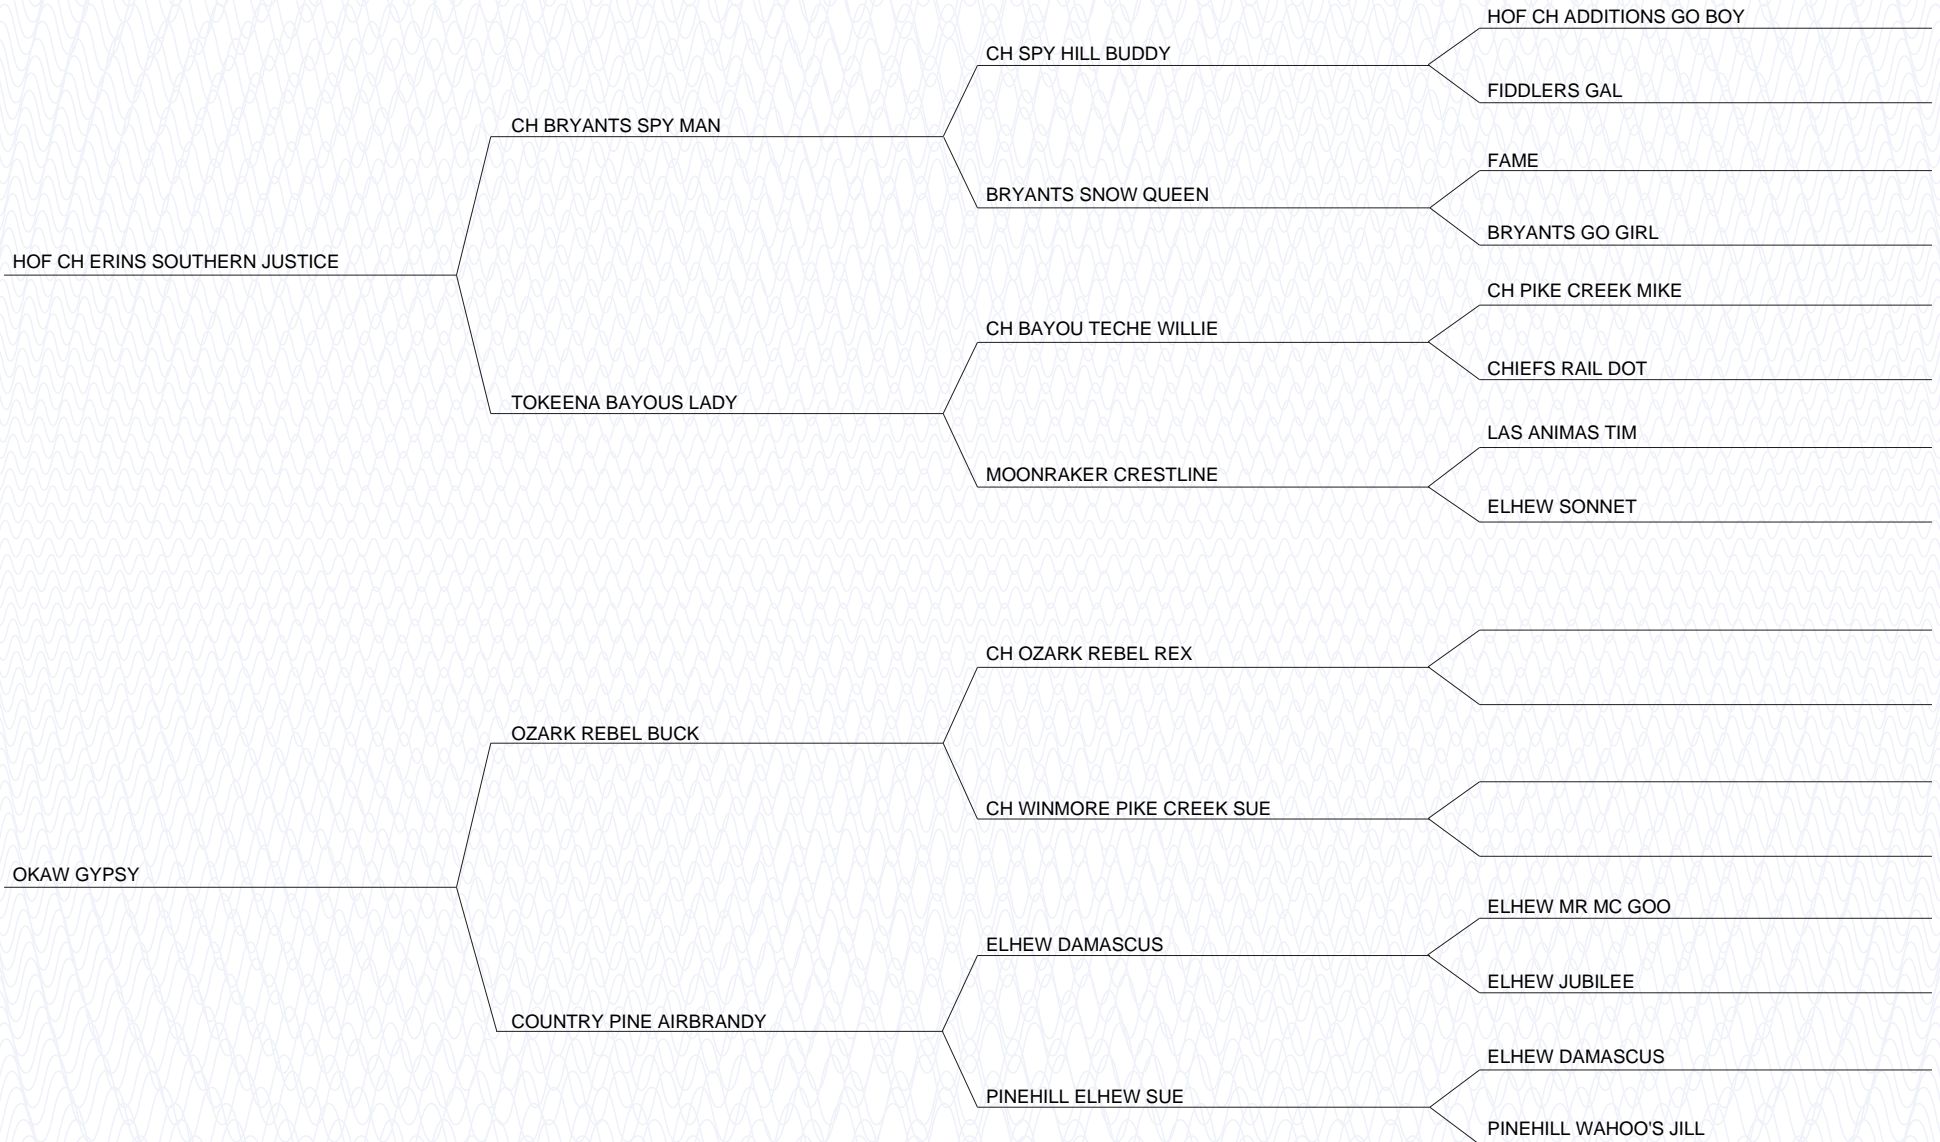 HOF CH ADDITIONS GO BOY
CH SPY HILL BUDDY
FIDDLERS GAL
CH BRYANTS SPY MAN
FAME
BRYANTS SNOW QUEEN
BRYANTS GO GIRL
HOF CH ERINS SOUTHERN JUSTICE
CH PIKE CREEK MIKE
CH BAYOU TECHE WILLIE
CHIEFS RAIL DOT
TOKEENA BAYOUS LADY
LAS ANIMAS TIM
MOONRAKER CRESTLINE
ELHEW SONNET
CH OZARK REBEL REX
OZARK REBEL BUCK
CH WINMORE PIKE CREEK SUE
OKAW GYPSY
ELHEW MR MC GOO
ELHEW DAMASCUS
ELHEW JUBILEE
COUNTRY PINE AIRBRANDY
ELHEW DAMASCUS
PINEHILL ELHEW SUE
PINEHILL WAHOO'S JILL